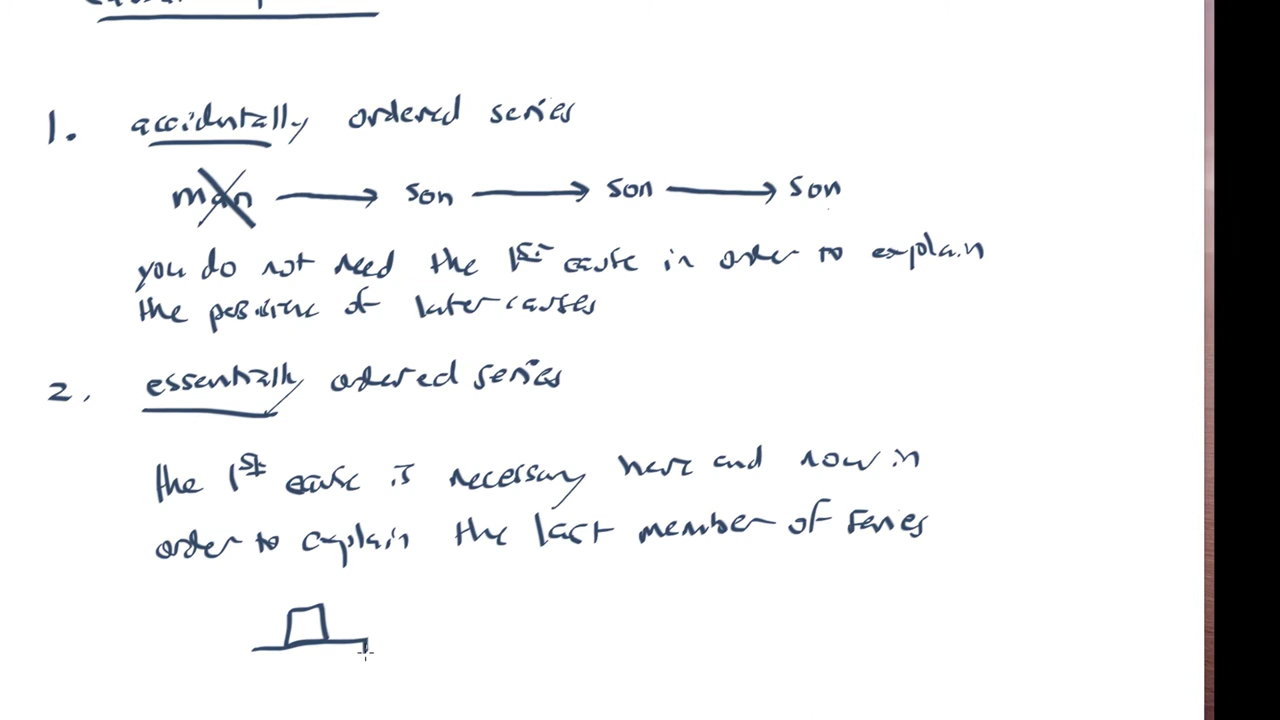 1. accidentally ordered series
man → son → son → son
you do not need the 1st cause in order to explain
the of later causes
2. essentially ordered series
the 1st cause is necessary here and now in
order to explain the last member of series